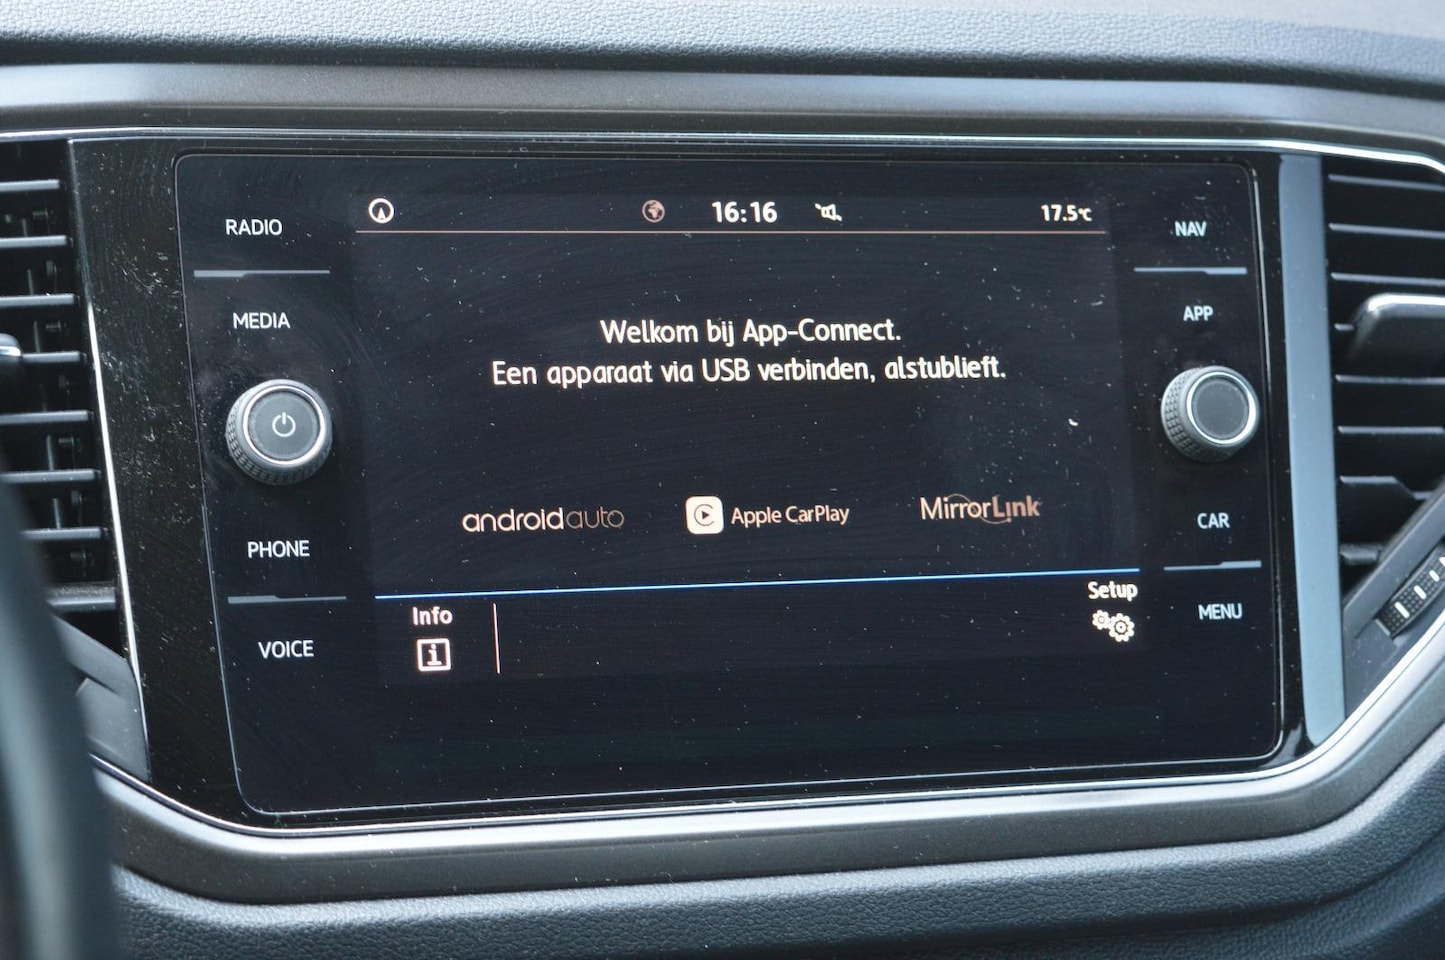 RADIO
MEDIA
PHONE
VOICE
16:16
17.5°C
Welkom bij App-Connect.
Een apparaat via USB verbinden, alstublieft.
androidauto
Apple CarPlay
MirrorLink
Info
i
Setup
NAV
APP
CAR
MENU